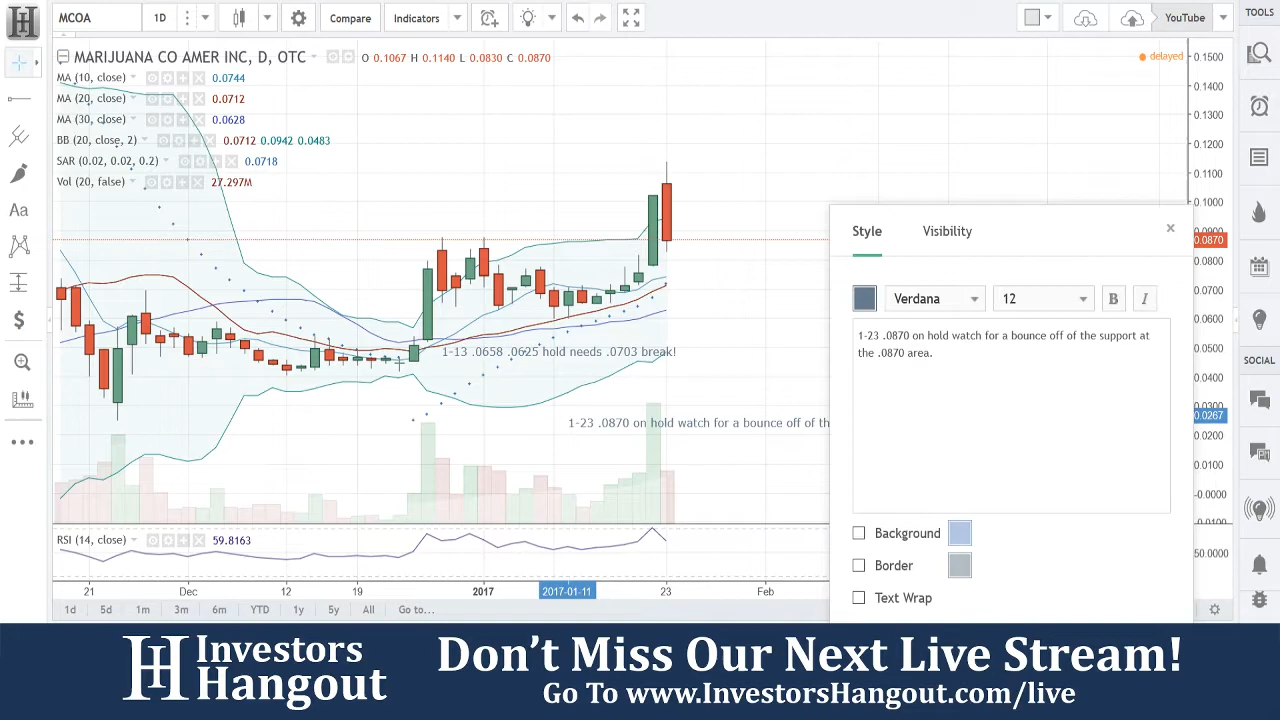 MCOA
1D
Compare
Indicators
YouTube
TOOLS
MARIJUANA CO AMER INC, D, OTC
O 0.1067 H 0.1140 L 0.0830 C 0.0870
delayed
MA (10, close) 0.0744
MA (20, close) 0.0712
MA (30, close) 0.0628
BB (20, close, 2) 0.0712 0.0942 0.0483
SAR (0.02, 0.02, 0.2) 0.0718
Vol (20, false) 27.297M
0.1500
0.1400
0.1300
0.1200
0.1100
0.1000
0.0900
0.0870
0.0800
0.0700
0.0600
0.0500
0.0400
0.0300
0.0267
0.0200
0.0100
-0.0000
-0.0100
50.0000
Aa
$
1-13 .0658 .0625 hold needs .0703 break!
1-23 .0870 on hold watch for a bounce off of th
Style
Visibility
x
Verdana
12
B
I
1-23 .0870 on hold watch for a bounce off of the support at
the .0870 area.
Background
Border
Text Wrap
SOCIAL
RSI (14, close) 59.8163
21
Dec
12
19
2017
2017-01-11
23
Feb
1d
5d
1m
3m
6m
YTD
1y
5y
All
Go to...
H
Investors
Hangout
Don't Miss Our Next Live Stream!
Go To www.InvestorsHangout.com/live